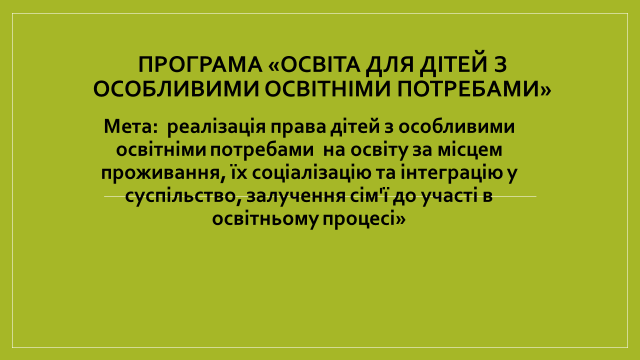 ПРОГРАМА «ОСВІТА ДЛЯ ДІТЕЙ З
ОСОБЛИВИМИ ОСВІТНІМИ ПОТРЕБАМИ»
Мета: реалізація права дітей з особливими
освітніми потребами на освіту за місцем
проживання, їх соціалізацію та інтеграцію у
суспільство, залучення сім'ї до участі в
освітньому процесі»